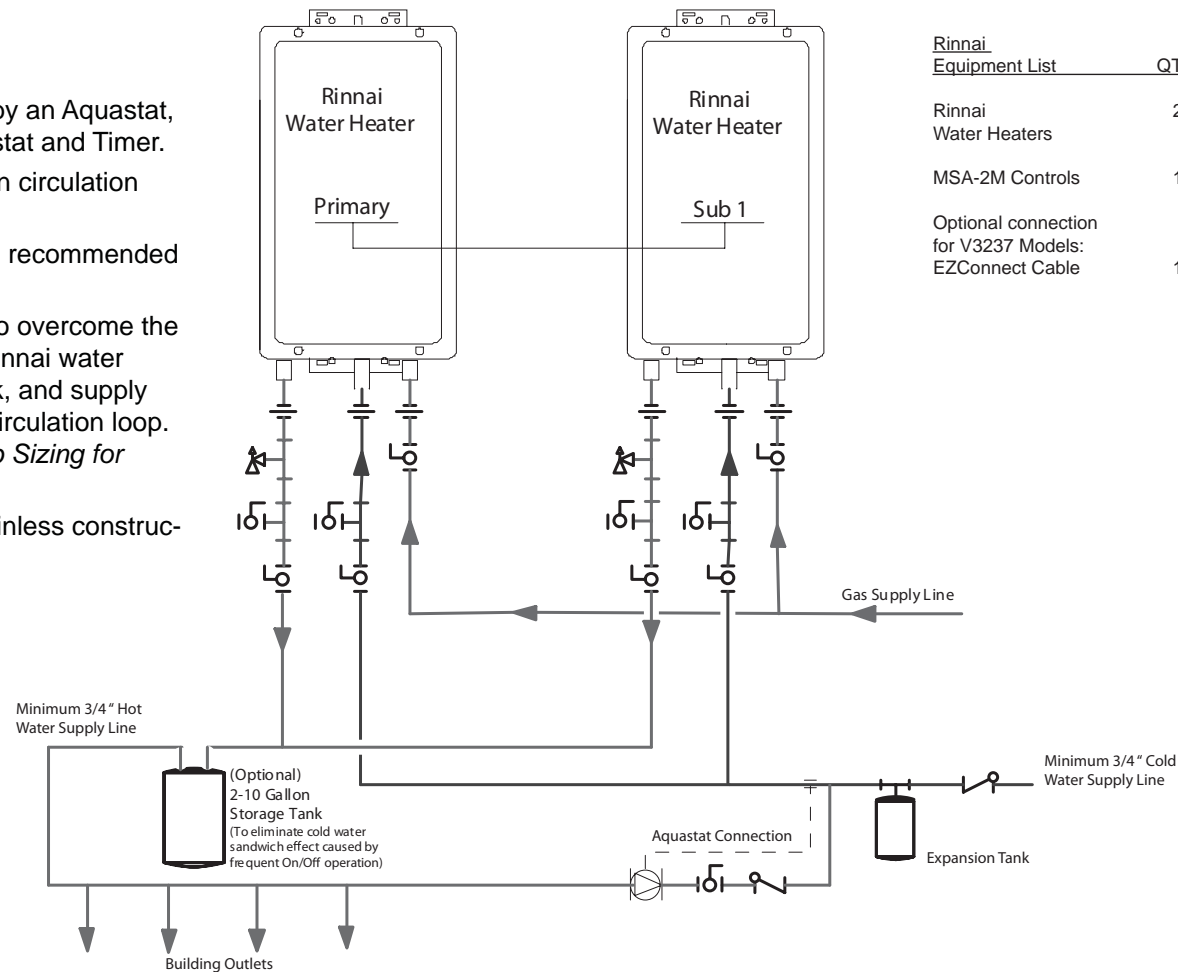 by an Aquastat,
stat and Timer.
n circulation
recommended
o overcome the
innai water
k, and supply
irculation loop.
o Sizing for
inless construc-
Rinnai
Water Heater
Primary
Rinnai
Water Heater
Sub 1
Rinnai
Equipment List QT
Rinnai 2
Water Heaters
MSA-2M Controls 1
Optional connection
for V3237 Models:
EZConnect Cable 1
Gas Supply Line
Minimum 3/4" Hot
Water Supply Line
(Optional)
2-10 Gallon
Storage Tank
(To eliminate cold water
sandwich effect caused by
frequent On/Off operation)
Aquastat Connection
Minimum 3/4" Cold
Water Supply Line
Expansion Tank
Building Outlets